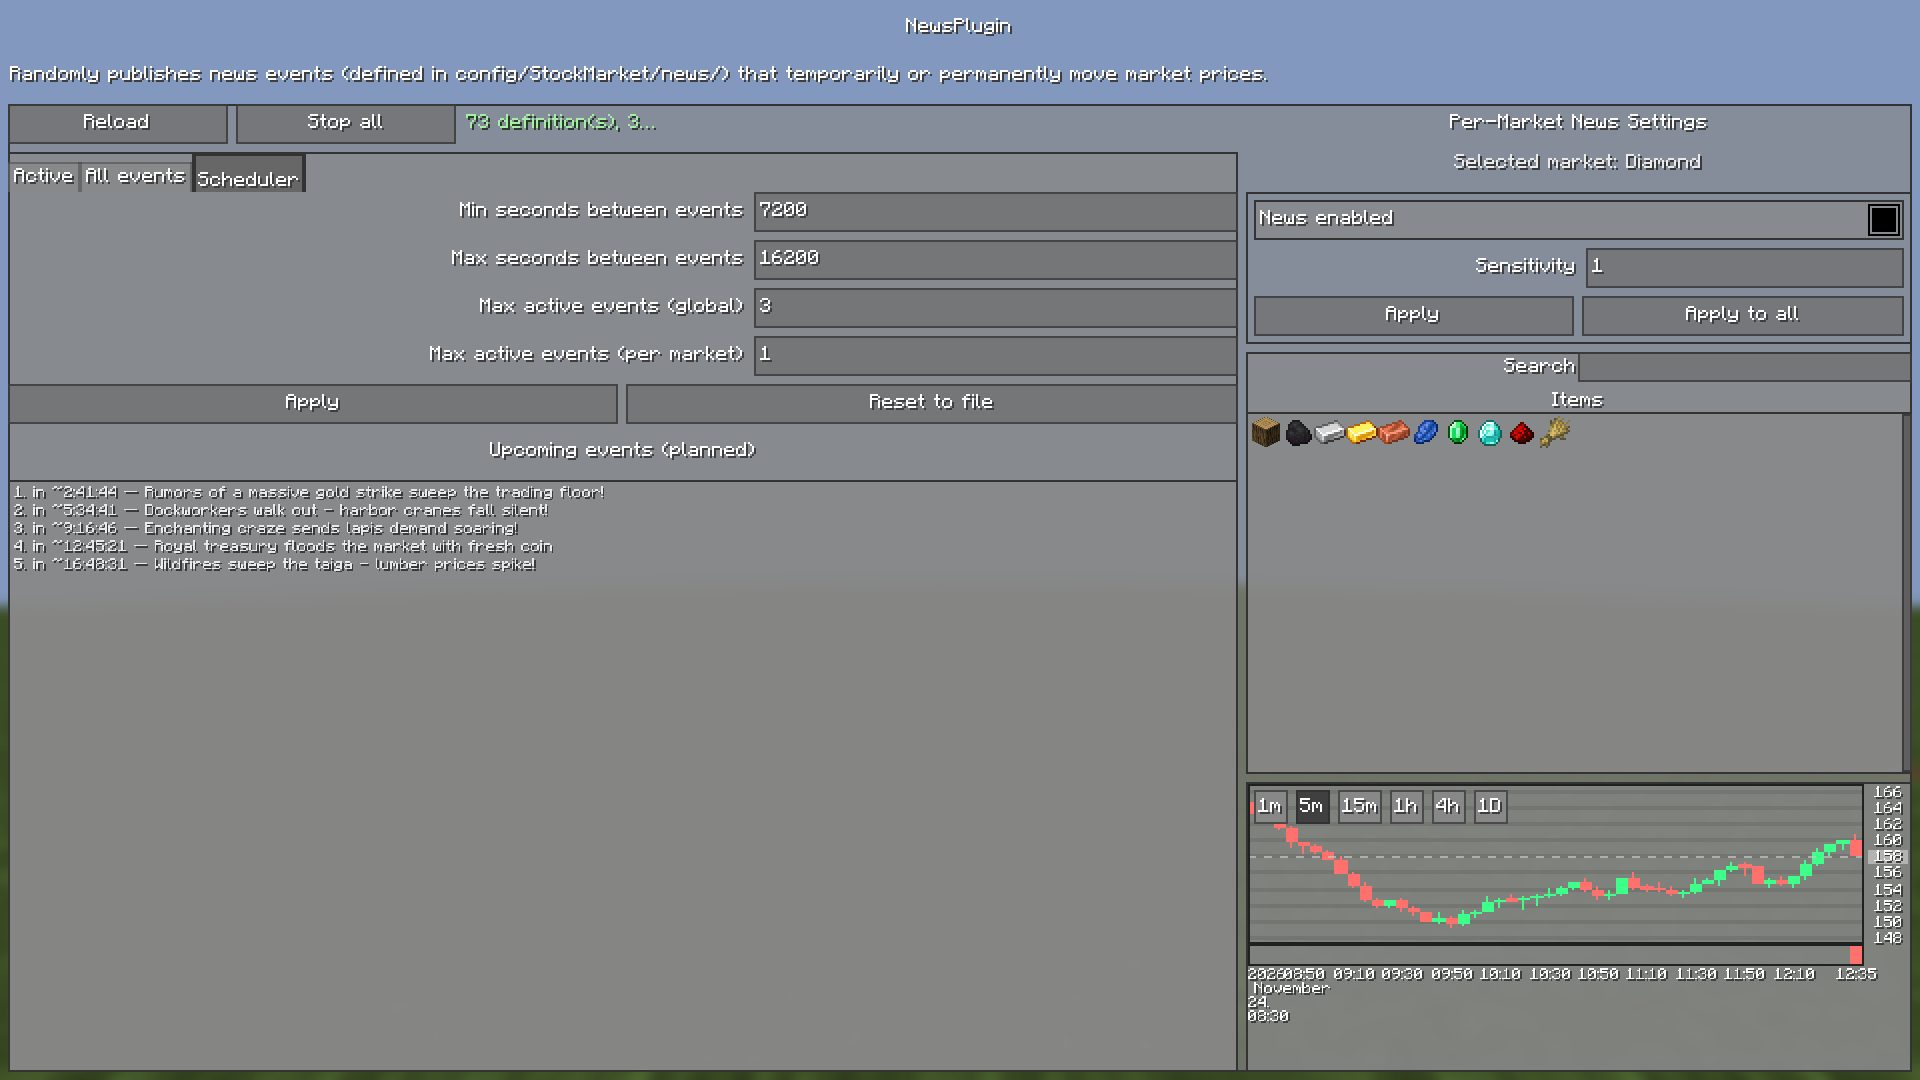 NewsPlugin
Randomly publishes news events (defined in config/StockMarket/news/) that temporarily or permanently move market prices.
Reload
Stop all
73 definition(s), 3...
Active
All events
Scheduler
Min seconds between events
7200
Max seconds between events
16200
Max active events (global)
3
Max active events (per market)
1
Apply
Reset to file
Upcoming events (planned)
1. in ~2:41:44 — Rumors of a massive gold strike sweep the trading floor!
2. in ~5:34:41 — Dockworkers walk out – harbor cranes fall silent!
3. in ~9:16:46 — Enchanting craze sends lapis demand soaring!
4. in ~12:45:21 — Royal treasury floods the market with fresh coin
5. in ~16:48:31 — Wildfires sweep the taiga – lumber prices spike!
Per-Market News Settings
Selected market: Diamond
News enabled
Sensitivity
1
Apply
Apply to all
Search
Items
1m
5m
15m
1h
4h
1D
166
164
162
160
158
156
154
152
150
148
2026 08:50 09:10 09:30 09:50 10:10 10:30 10:50 11:10 11:30 11:50 12:10 12:35
November
24.
08:30